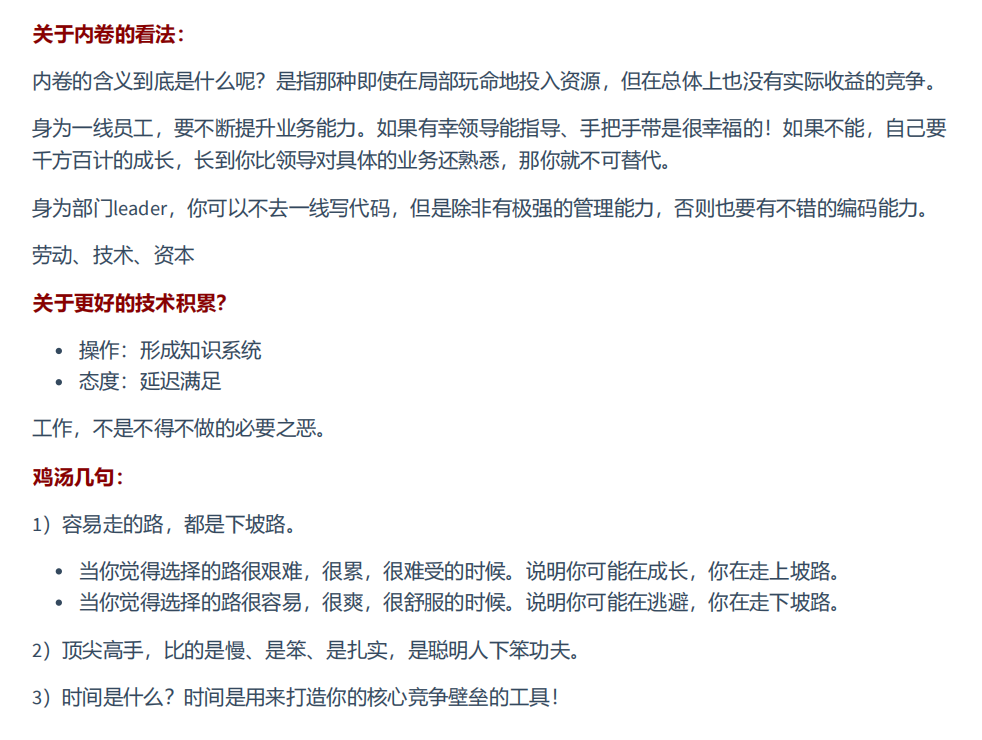 关于内卷的看法：
内卷的含义到底是什么呢？是指那种即使在局部玩命地投入资源，但在总体上也没有实际收益的竞争。
身为一线员工，要不断提升业务能力。如果有幸领导能指导、手把手带是很幸福的！如果不能，自己要
千方百计的成长，长到你比领导对具体的业务还熟悉，那你就不可替代。
身为部门leader，你可以不去一线写代码，但是除非有极强的管理能力，否则也要有不错的编码能力。
劳动、技术、资本
关于更好的技术积累？
• 操作：形成知识系统
• 态度：延迟满足
工作，不是不得不做的必要之恶。
鸡汤几句：
1）容易走的路，都是下坡路。
• 当你觉得选择的路很艰难，很累，很难受的时候。说明你可能在成长，你在走上坡路。
• 当你觉得选择的路很容易，很爽，很舒服的时候。说明你可能在逃避，你在走下坡路。
2）顶尖高手，比的是慢、是笨、是扎实，是聪明人下笨功夫。
3）时间是什么？时间是用来打造你的核心竞争壁垒的工具！